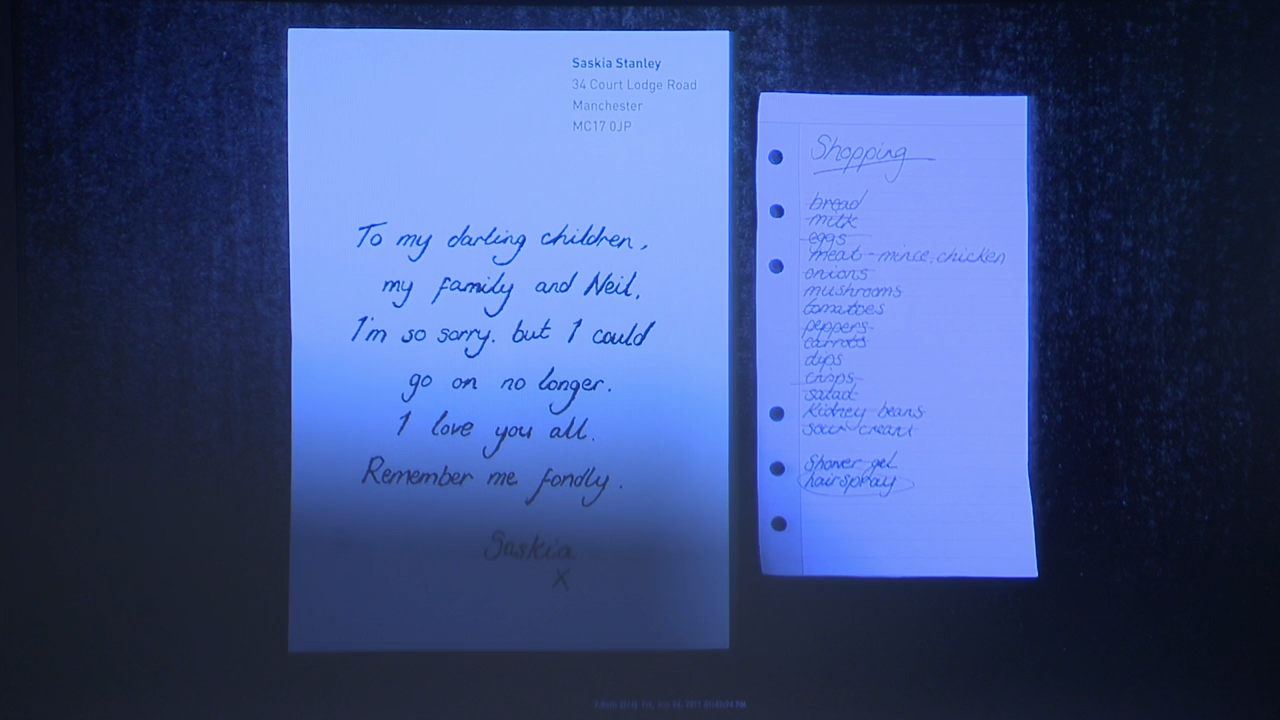 Saskia Stanley
34 Court Lodge Road
Manchester
MC17 0JP
To my darling children,
my family and Neil,
I'm so sorry, but I could
go on no longer.
I love you all.
Remember me fondly.
Saskia
X
Shopping
bread
milk
eggs
meat - mince, chicken
onions
mushrooms
tomatoes
peppers
carrots
dips
crisps
salad
Kidney beans
sour cream
Shower gel
hairspray